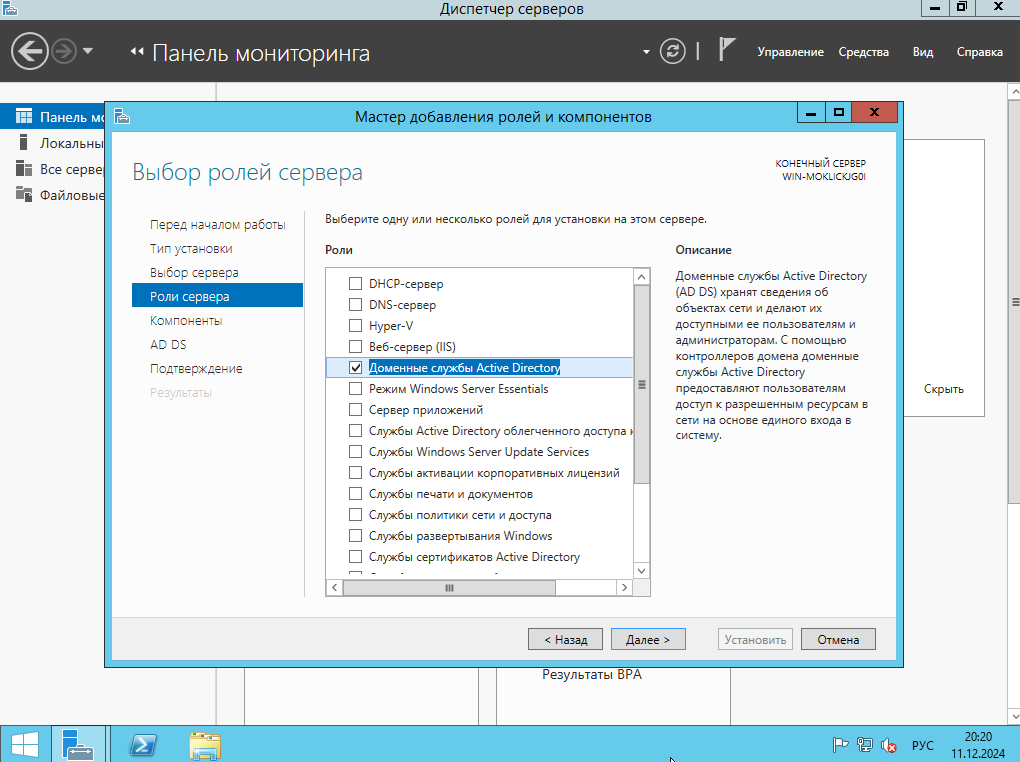 Диспетчер серверов
Панель мониторинга
Управление Средства Вид Справка
Локальны
Все сервер
Файловые
Мастер добавления ролей и компонентов
Выбор ролей сервера
КОНЕЧНЫЙ СЕРВЕР
Перед началом работы
Тип установки
Выбор сервера
Роли сервера
Компоненты
AD DS
Подтверждение
Результаты
Выберите одну или несколько ролей для установки на этом сервере.
Роли
DHCP-сервер
DNS-сервер
Hyper-V
Веб-сервер (IIS)
Доменные службы Active Directory
Режим Windows Server Essentials
Сервер приложений
Службы Active Directory облегченного доступа к
Службы Windows Server Update Services
Службы активации корпоративных лицензий
Службы печати и документов
Службы политики сети и доступа
Службы развертывания Windows
Службы сертификатов Active Directory
Описание
Доменные службы Active Directory
(AD DS) хранят сведения об
объектах сети и делают их
доступными ее пользователям и
администраторам. С помощью
контроллеров домена доменные
службы Active Directory
предоставляют пользователям
доступ к разрешенным ресурсам в
сети на основе единого входа в
систему.
Скрыть
< Назад Далее > Установить Отмена
Результаты BPA
РУС
20:20
11.12.2024